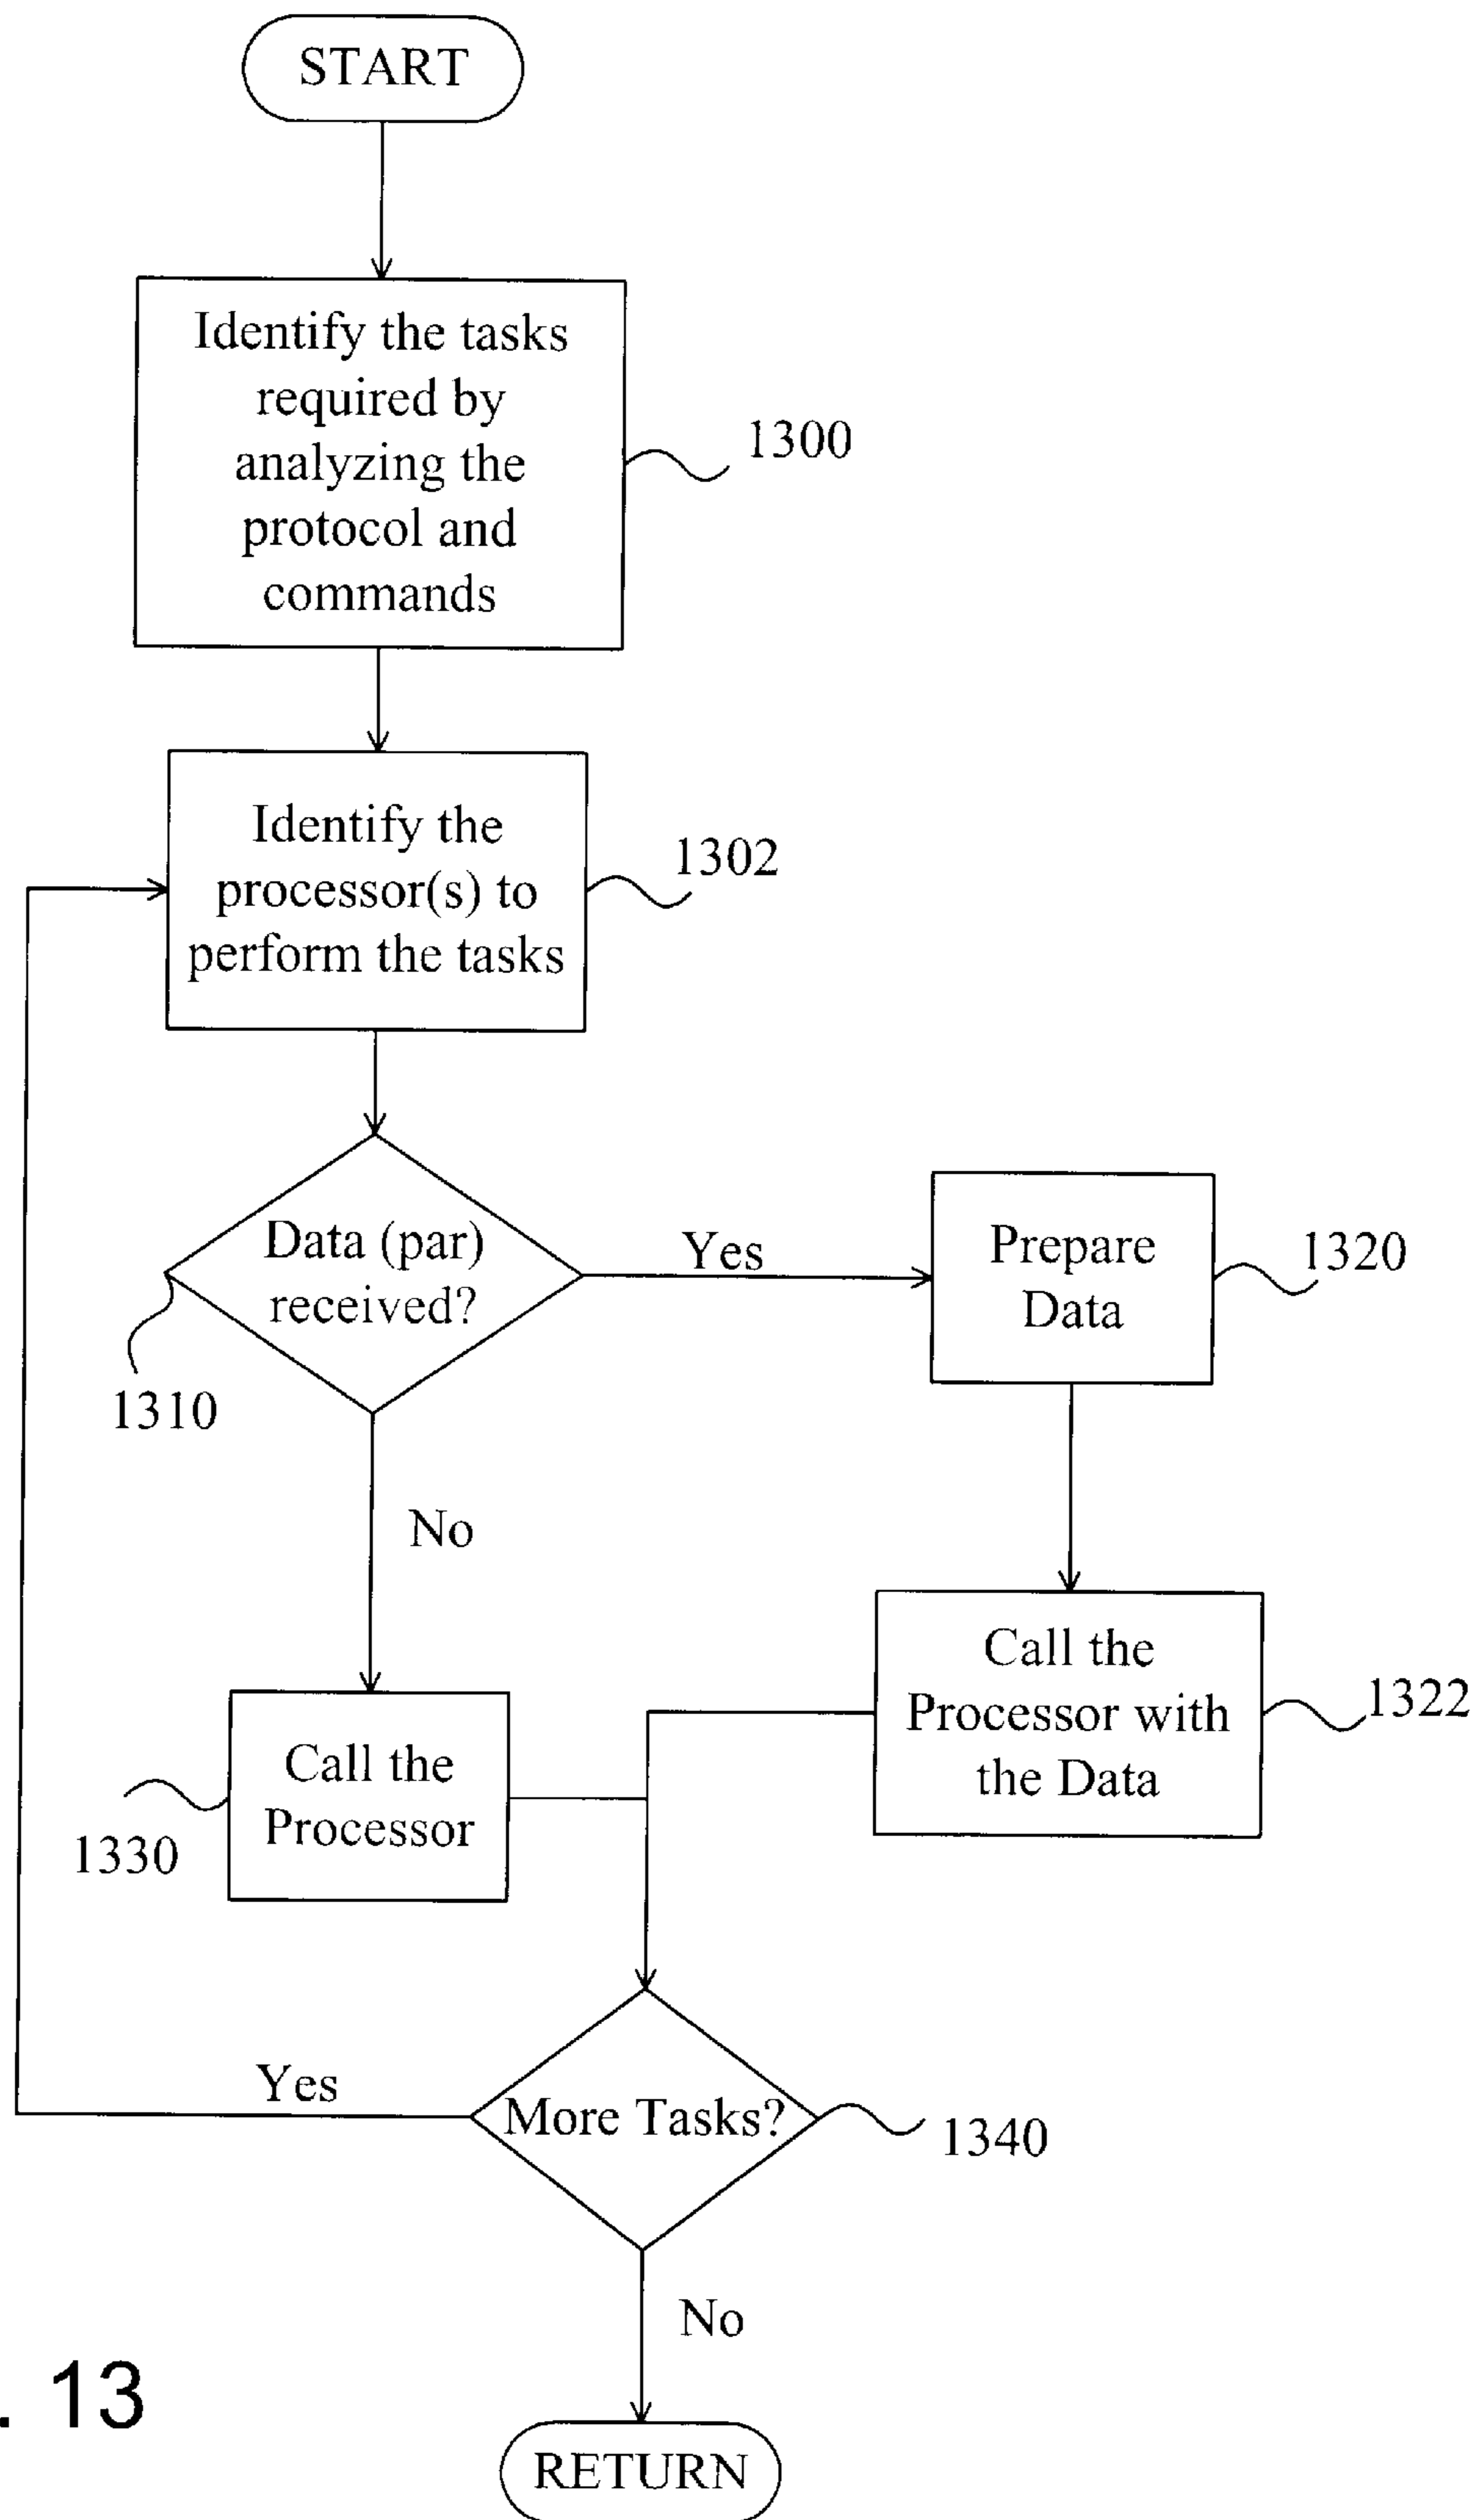 START
Identify the tasks
required by
analyzing the
protocol and
commands
1300
Identify the
processor(s) to
perform the tasks
1302
Data (par)
received?
1310
Yes
Prepare
Data
1320
No
Call the
Processor with
the Data
1322
Call the
Processor
1330
More Tasks?
1340
Yes
No
. 13
RETURN